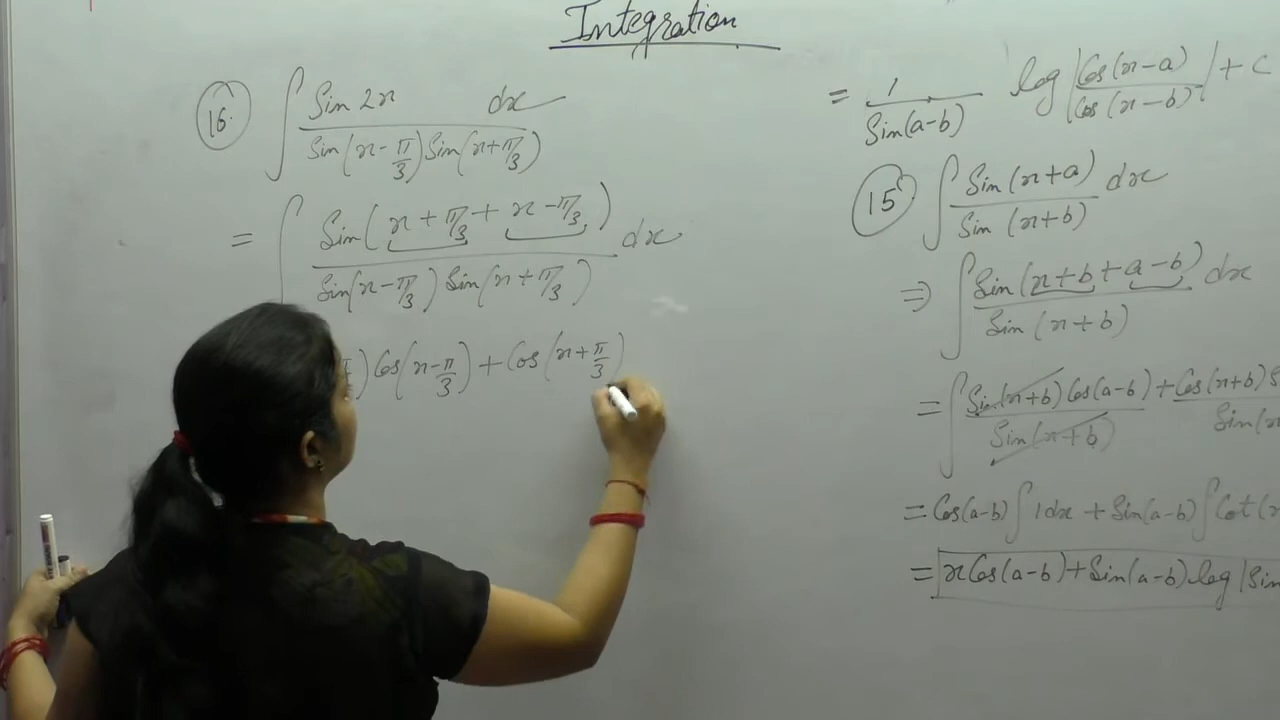 Integration
16. ∫ Sin 2x dx / Sin(x-π/3) Sin(x+π/3)
= ∫ Sin(x+π/3 + x-π/3) / Sin(x-π/3) Sin(x+π/3) dx
) Cos(x-π/3) + Cos(x+π/3)
= 1 / Sin(a-b) log |Cos(x-a) / Cos(x-b)| + C
15 ∫ Sin(x+a) / Sin(x+b) dx
⇒ ∫ Sin(x+b+a-b) / Sin(x+b) dx
= ∫ Sin(x+b) Cos(a-b) / Sin(x+b) + Cos(x+b) S / Sin(x
= Cos(a-b) ∫ 1dx + Sin(a-b) ∫ Cot(x
= x Cos(a-b) + Sin(a-b) log |Sin